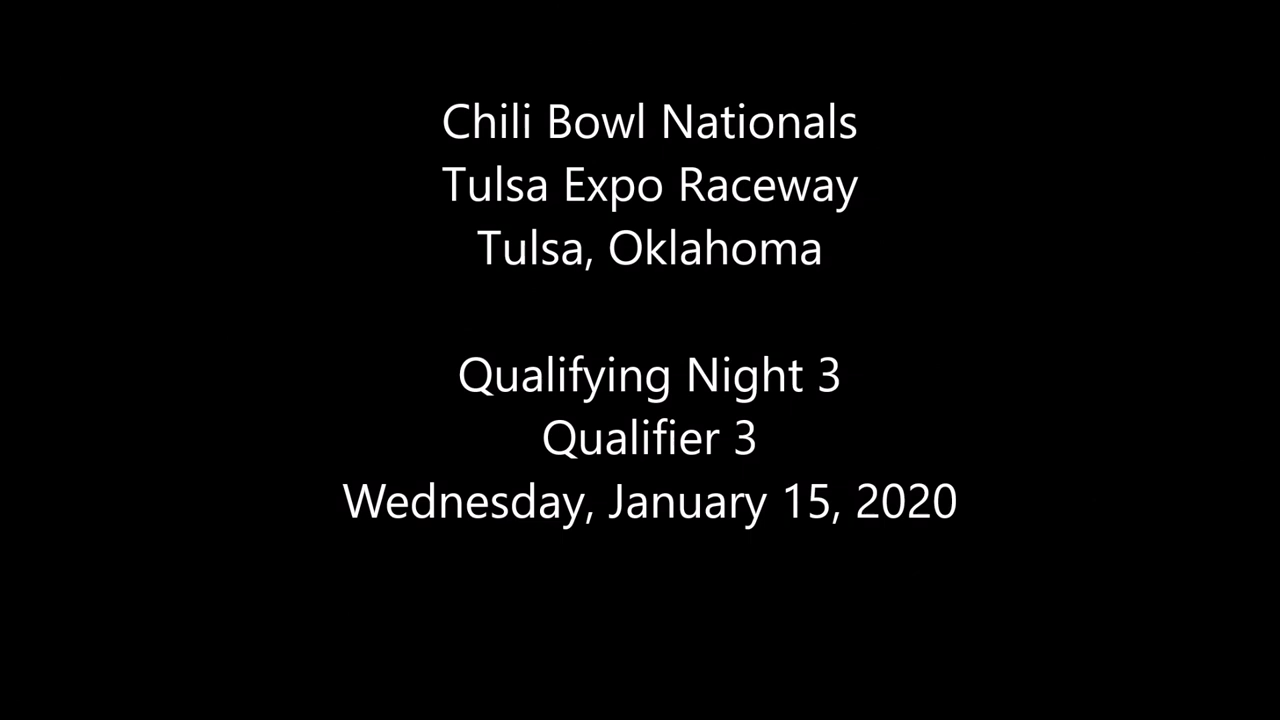 Chili Bowl Nationals
Tulsa Expo Raceway
Tulsa, Oklahoma
Qualifying Night 3
Qualifier 3
Wednesday, January 15, 2020